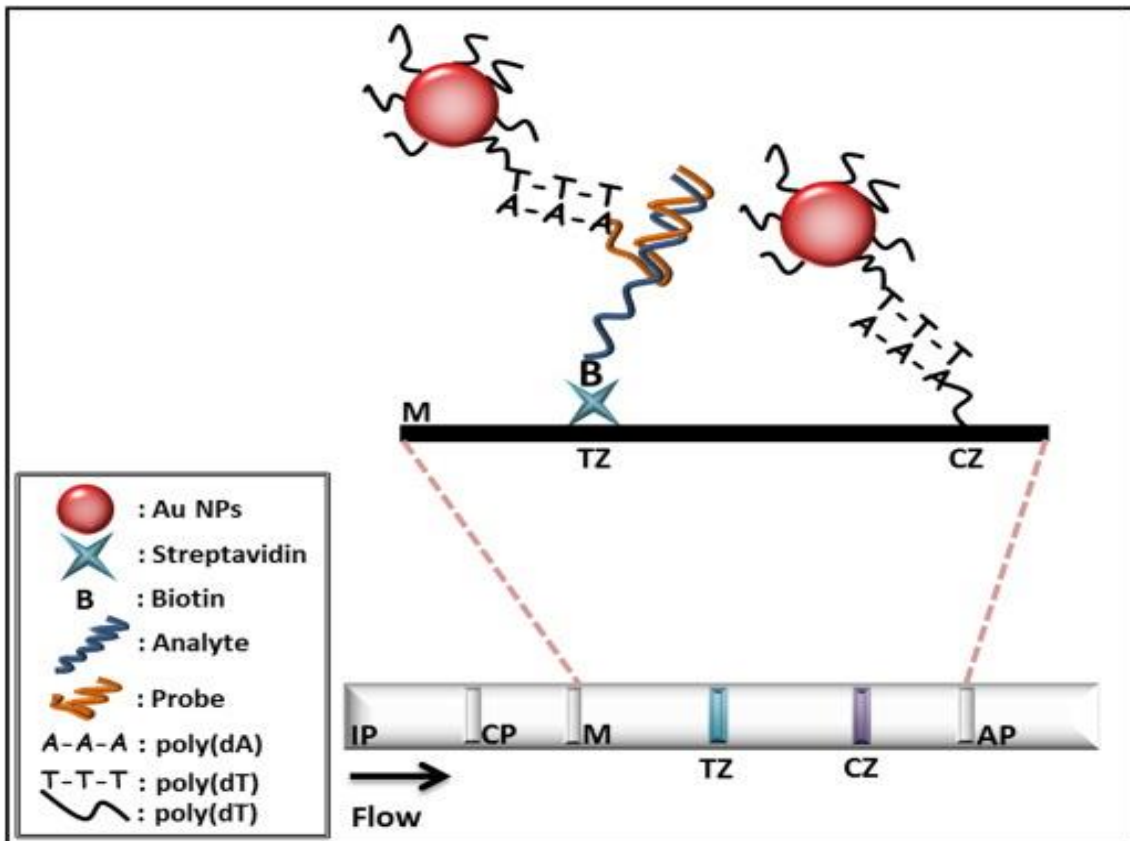 T-T-T
A-A-A
T-T-T
A-A-A
B
M
TZ
CZ
: Au NPs
: Streptavidin
B : Biotin
: Analyte
: Probe
A-A-A : poly(dA)
T-T-T : poly(dT)
: poly(dT)
IP CP M AP
TZ CZ
Flow